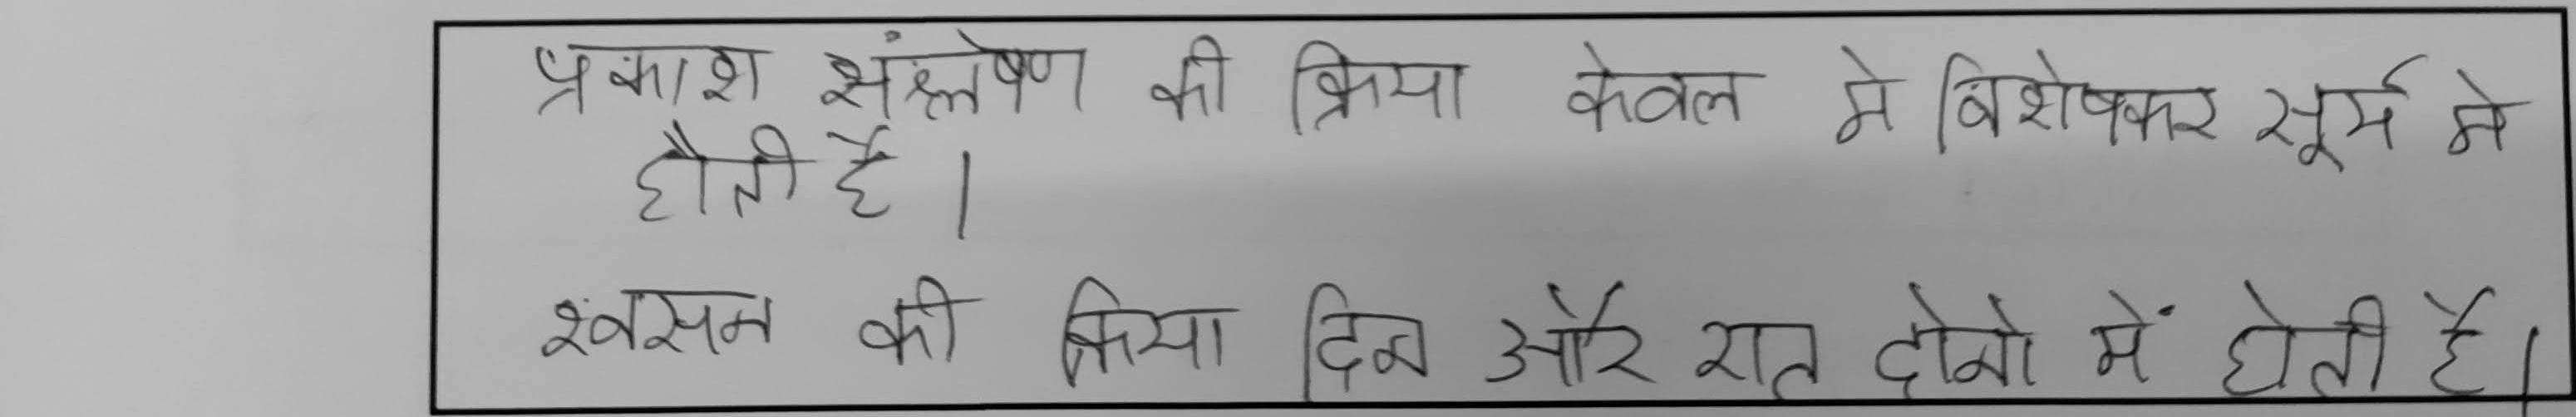 प्रकाश संश्लेषण की क्रिया केवल मे विशेषकर सूर्य मे
होती है।
श्वसन की क्रिया दिन और रात दोनो में होती है।